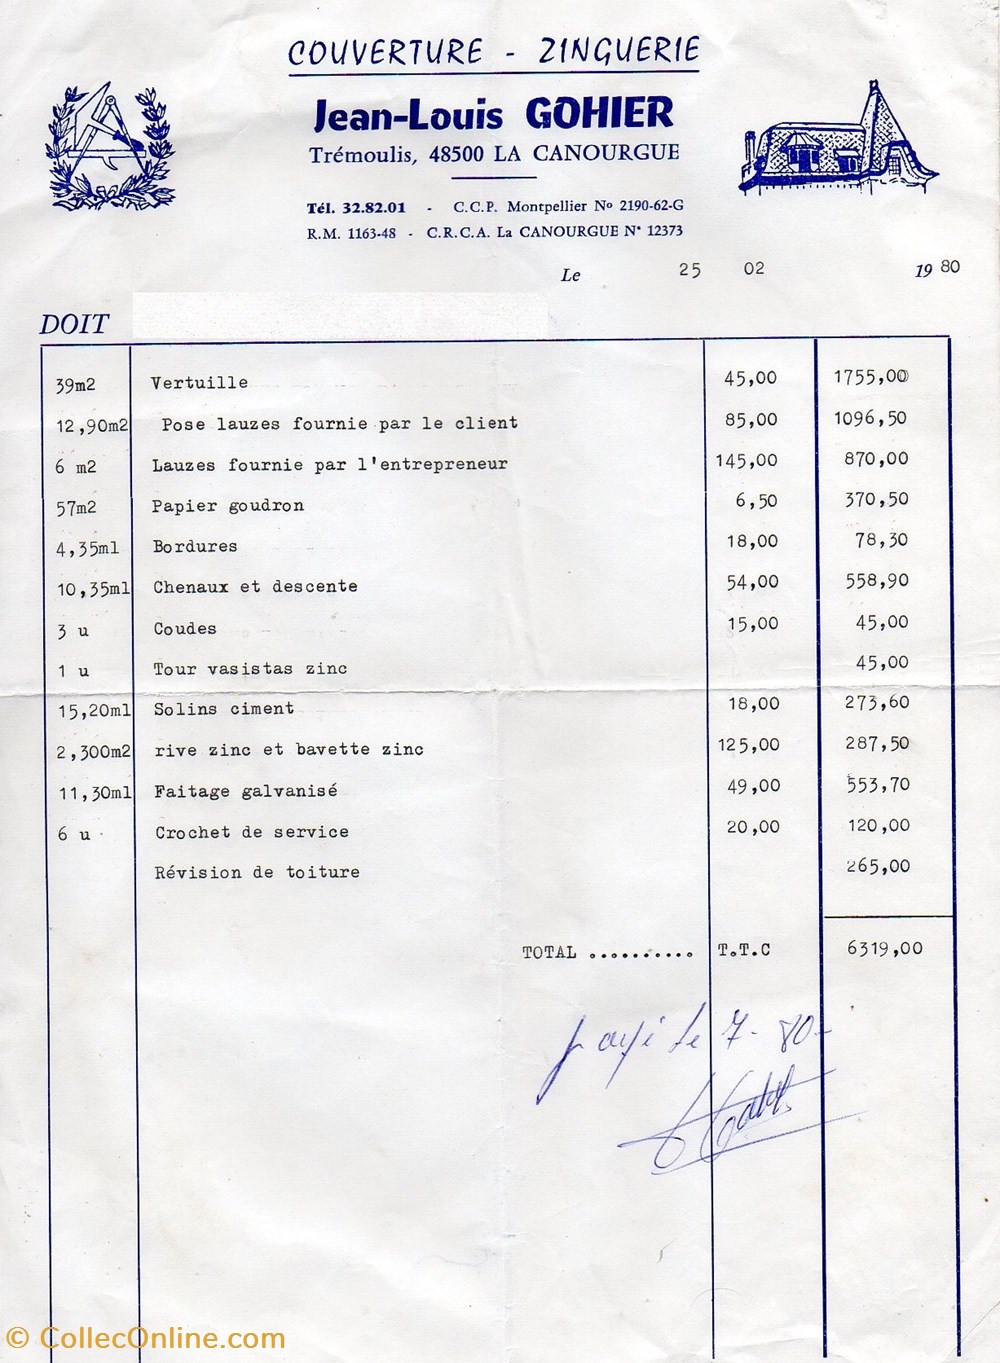 COUVERTURE - ZINGUERIE
Jean-Louis GOHIER
Trémoulis, 48500 LA CANOURGUE
Tél. 32.82.01 - C.C.P. Montpellier No 2190-62-G
R.M. 1163-48 - C.R.C.A. La CANOURGUE N° 12373
Le 25 02 1980
DOIT
39m2 Vertuille 45,00 1755,00
12,90m2 Pose lauzes fournie par le client 85,00 1096,50
6 m2 Lauzes fournie par l'entrepreneur 145,00 870,00
57m2 Papier goudron 6,50 370,50
4,35ml Bordures 18,00 78,30
10,35ml Chenaux et descente 54,00 558,90
3 u Coudes 15,00 45,00
1 u Tour vasistas zinc 45,00
15,20ml Solins ciment 18,00 273,60
2,300m2 rive zinc et bavette zinc 125,00 287,50
11,30ml Faitage galvanisé 49,00 553,70
6 u Crochet de service 20,00 120,00
Révision de toiture 265,00
TOTAL .......... T.T.C 6319,00
payé le 7-80-
© CollecOnline.com